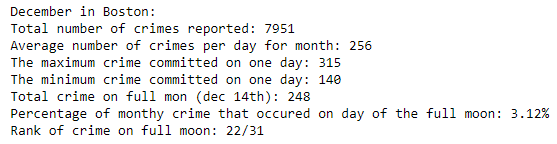 December in Boston:
Total number of crimes reported: 7951
Average number of crimes per day for month: 256
The maximum crime committed on one day: 315
The minimum crime committed on one day: 140
Total crime on full mon (dec 14th): 248
Percentage of monthy crime that occured on day of the full moon: 3.12%
Rank of crime on full moon: 22/31